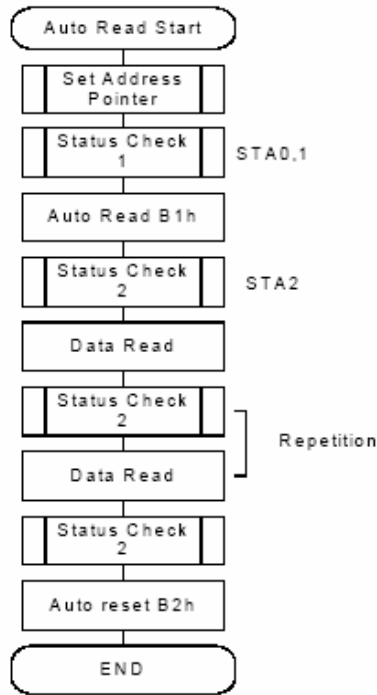 Auto Read Start
Set Address
Pointer
Status Check
1
STA0,1
Auto Read B1h
Status Check
2
STA2
Data Read
Status Check
2
Repetition
Data Read
Status Check
2
Auto reset B2h
END